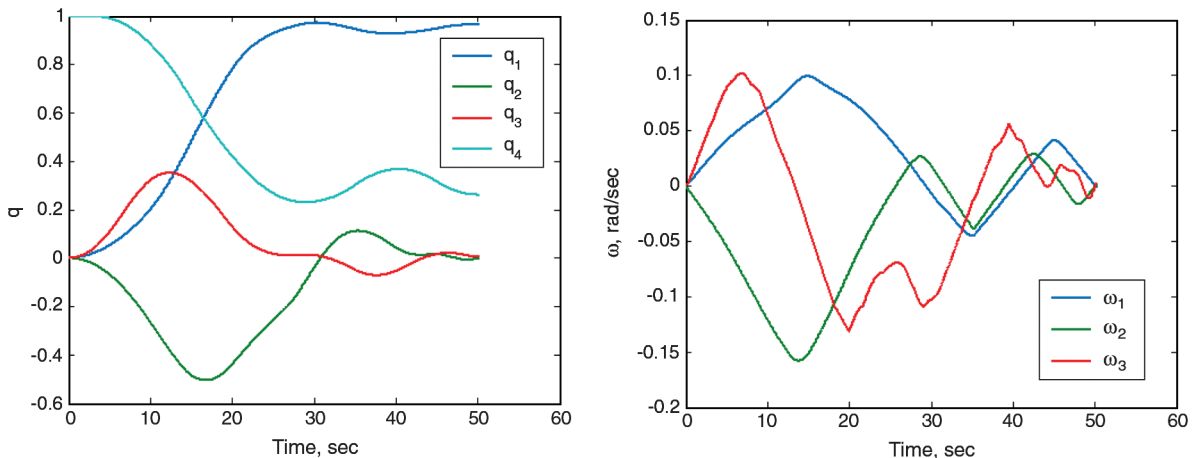 1
0.8
0.6
0.4
0.2
0
-0.2
-0.4
-0.6
q
0 10 20 30 40 50 60
Time, sec
q1
q2
q3
q4
0.15
0.1
0.05
0
-0.05
-0.1
-0.15
-0.2
ω, rad/sec
0 10 20 30 40 50 60
Time, sec
ω1
ω2
ω3